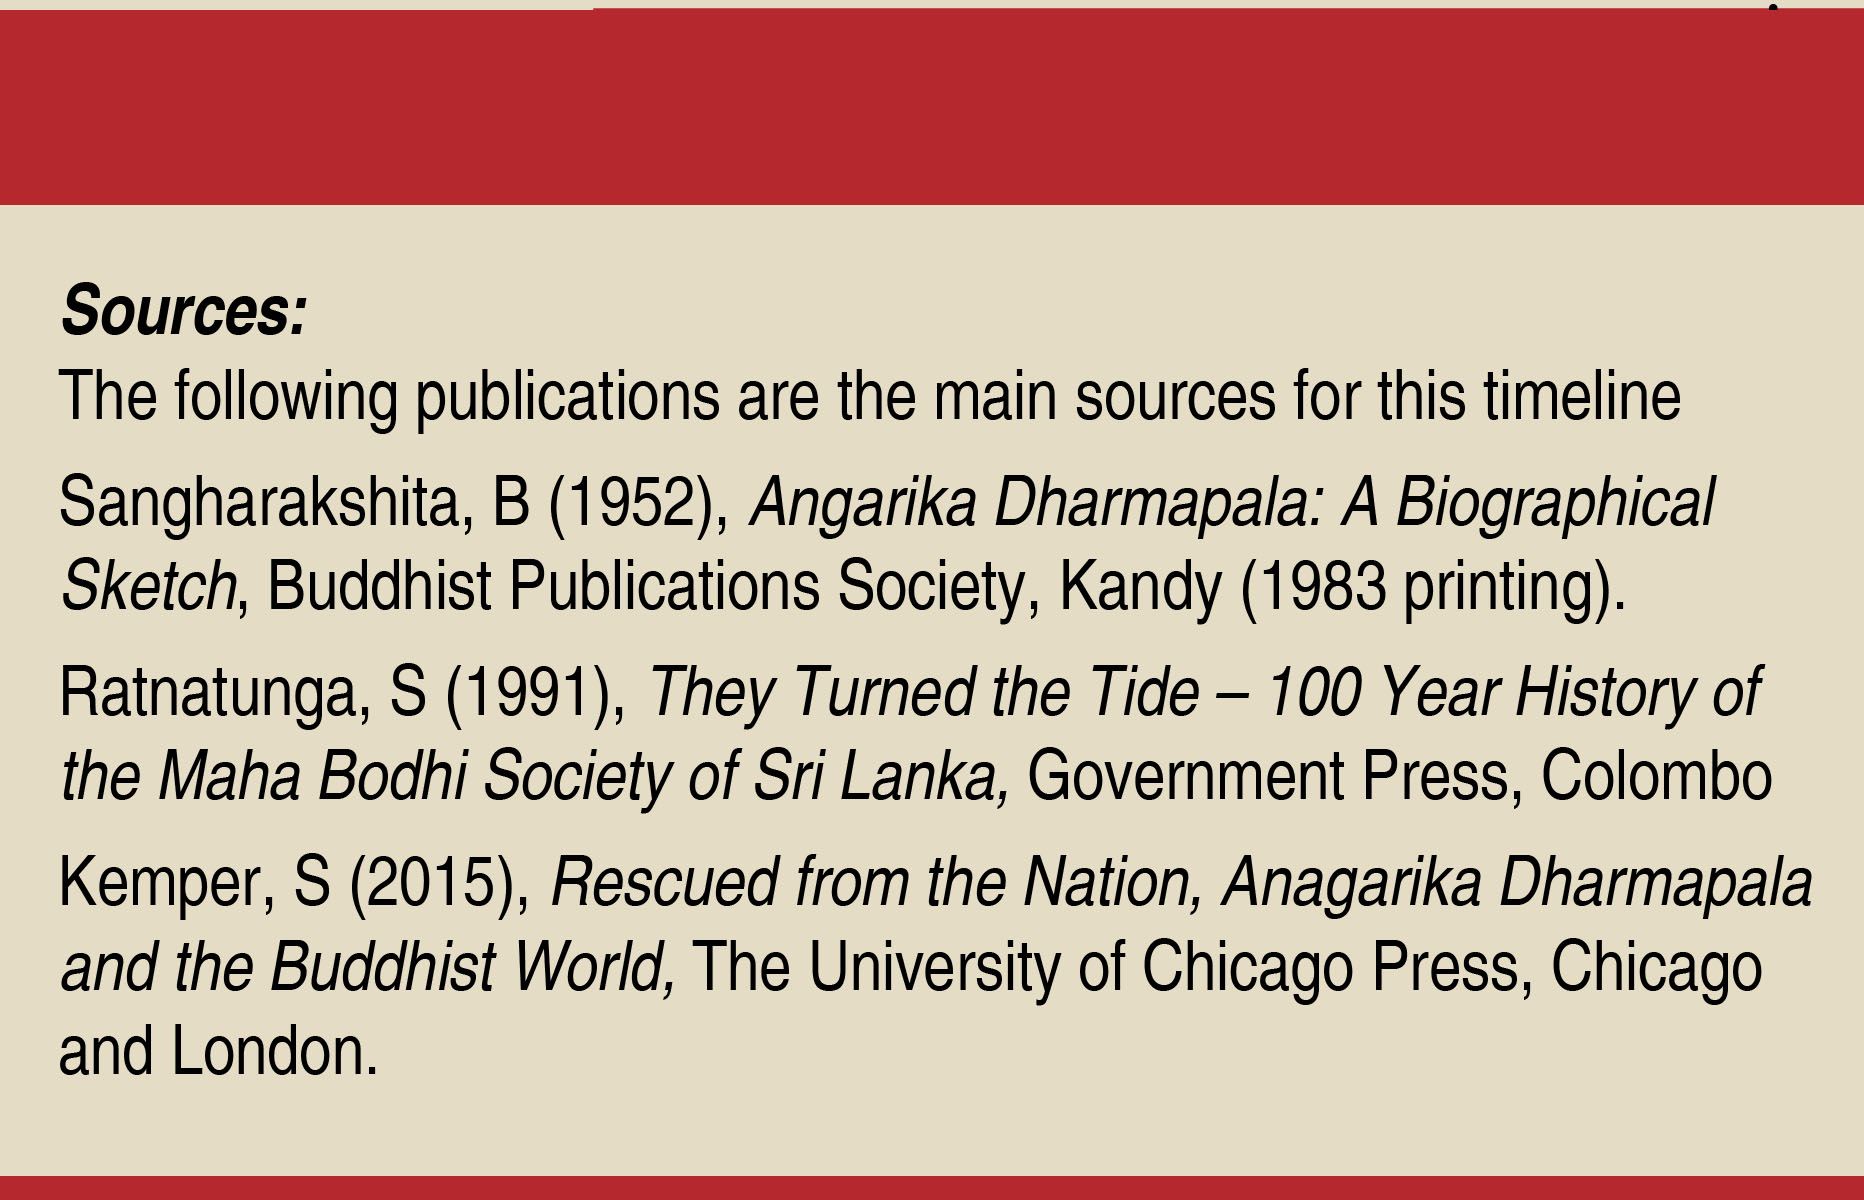 Sources:
The following publications are the main sources for this timeline
Sangharakshita, B (1952), Angarika Dharmapala: A Biographical
Sketch, Buddhist Publications Society, Kandy (1983 printing).
Ratnatunga, S (1991), They Turned the Tide – 100 Year History of
the Maha Bodhi Society of Sri Lanka, Government Press, Colombo
Kemper, S (2015), Rescued from the Nation, Anagarika Dharmapala
and the Buddhist World, The University of Chicago Press, Chicago
and London.